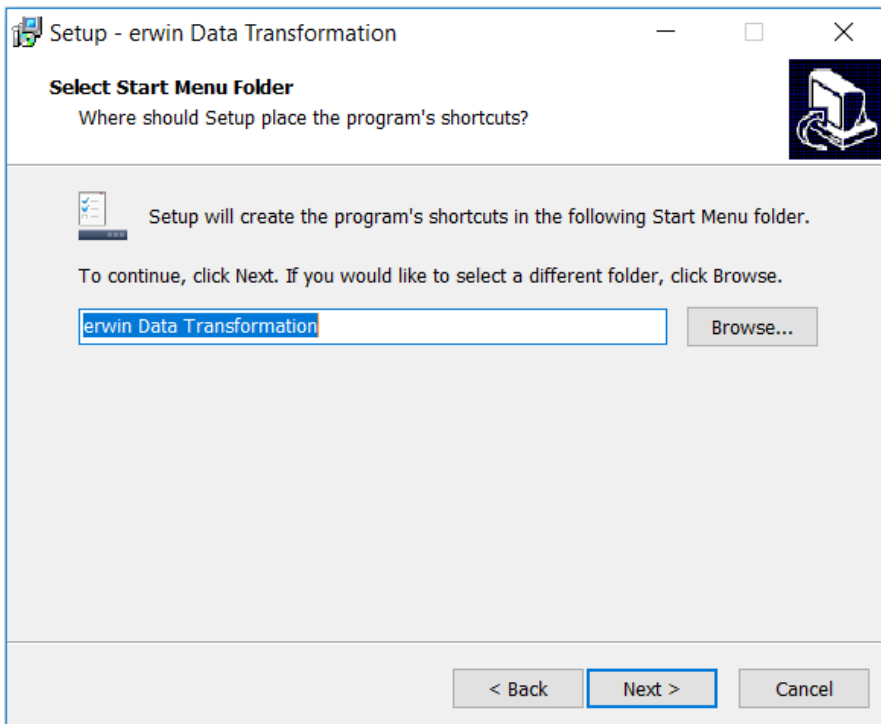 Setup - erwin Data Transformation
Select Start Menu Folder
Where should Setup place the program's shortcuts?
Setup will create the program's shortcuts in the following Start Menu folder.
To continue, click Next. If you would like to select a different folder, click Browse.
erwin Data Transformation
Browse...
< Back
Next >
Cancel